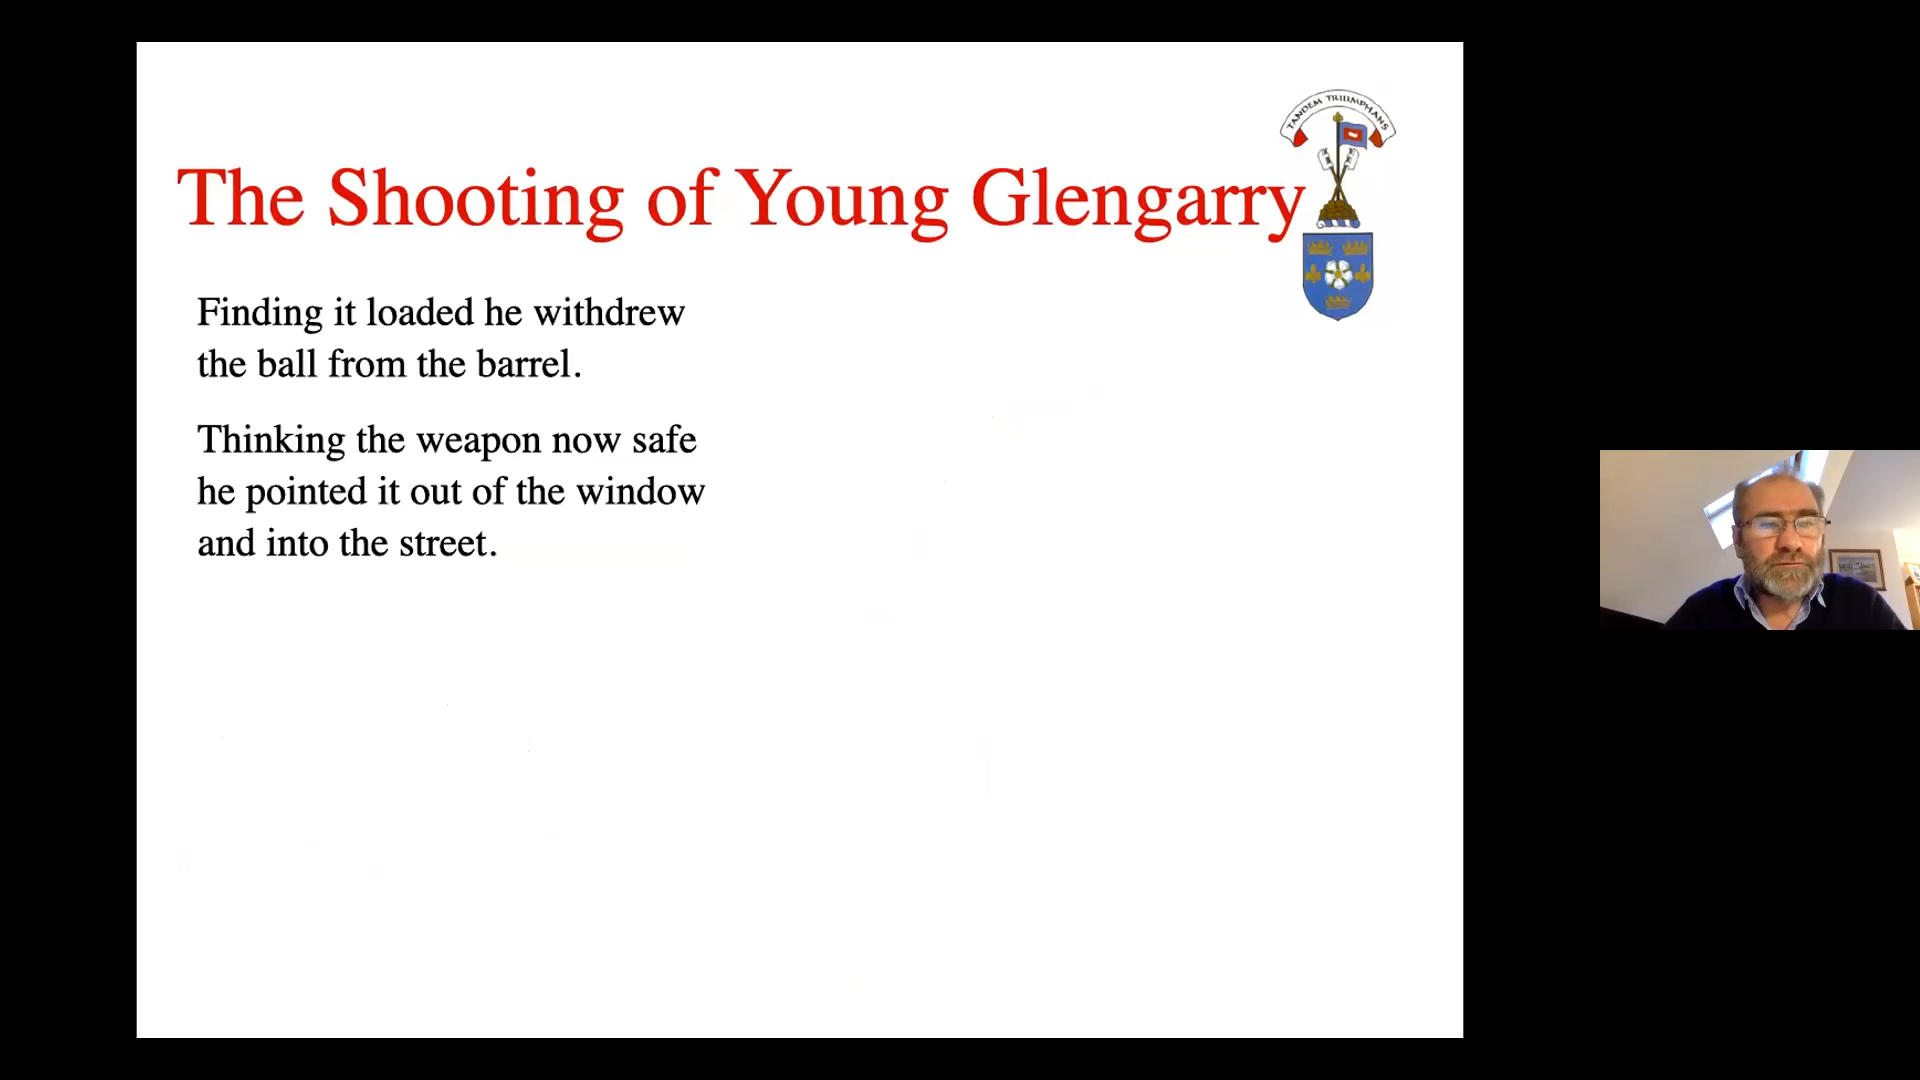 TANDEM TRIUMPHANS
The Shooting of Young Glengarry
Finding it loaded he withdrew
the ball from the barrel.
Thinking the weapon now safe
he pointed it out of the window
and into the street.